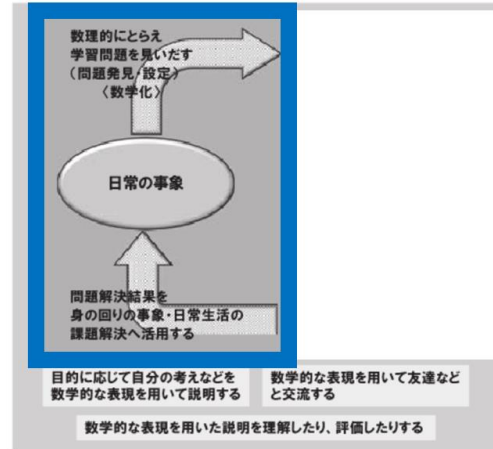 数理的にとらえ
学習問題を見いだす
（問題発見・設定）
〈数学化〉
日常の事象
問題解決結果を
身の回りの事象・日常生活の
課題解決へ活用する
目的に応じて自分の考えなどを
数学的な表現を用いて説明する
数学的な表現を用いて友達など
と交流する
数学的な表現を用いた説明を理解したり、評価したりする